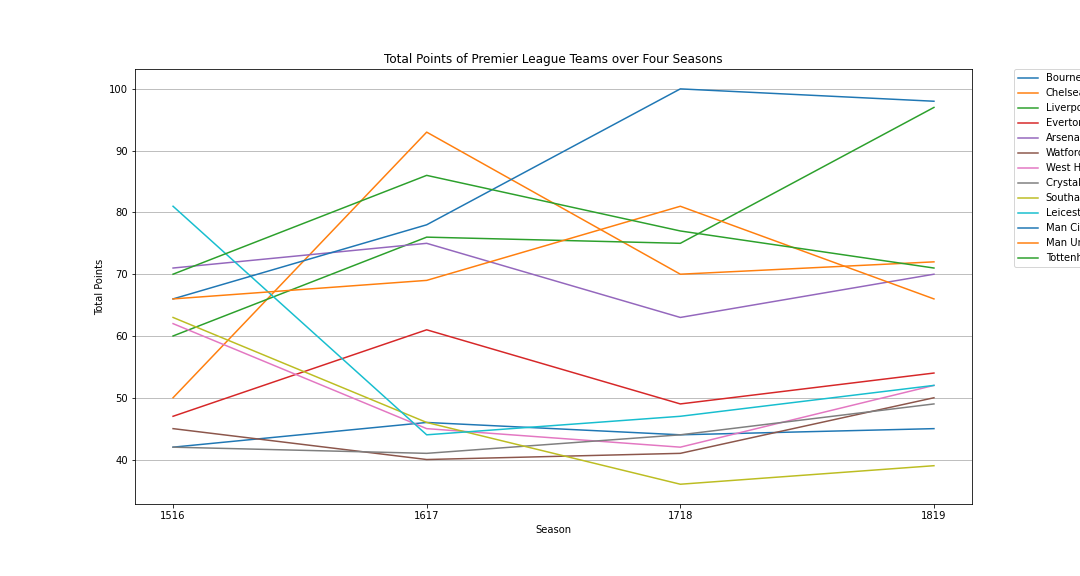 Total Points of Premier League Teams over Four Seasons
100
90
80
70
60
50
40
Total Points
1516
1617
1718
1819
Season
Bourne
Chelsea
Liverpo
Everton
Arsena
Watford
West H
Crystal
Southa
Leicest
Man Ci
Man Un
Tottenh